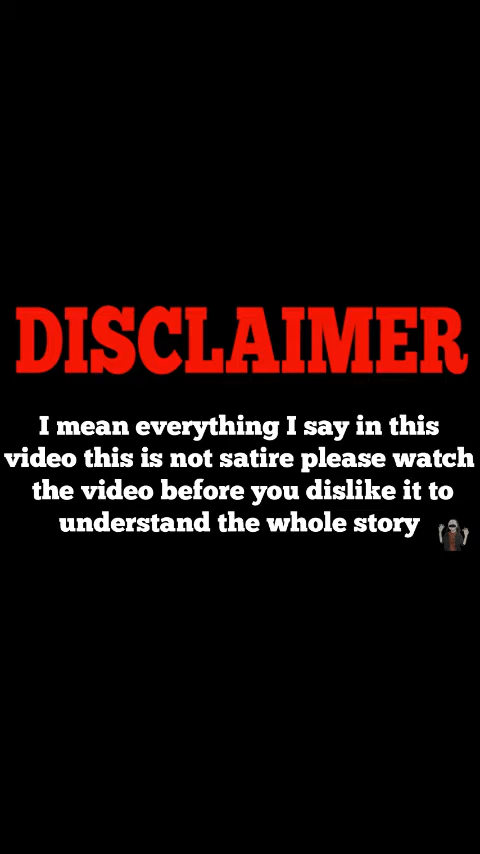 DISCLAIMER
I mean everything I say in this
video this is not satire please watch
the video before you dislike it to
understand the whole story